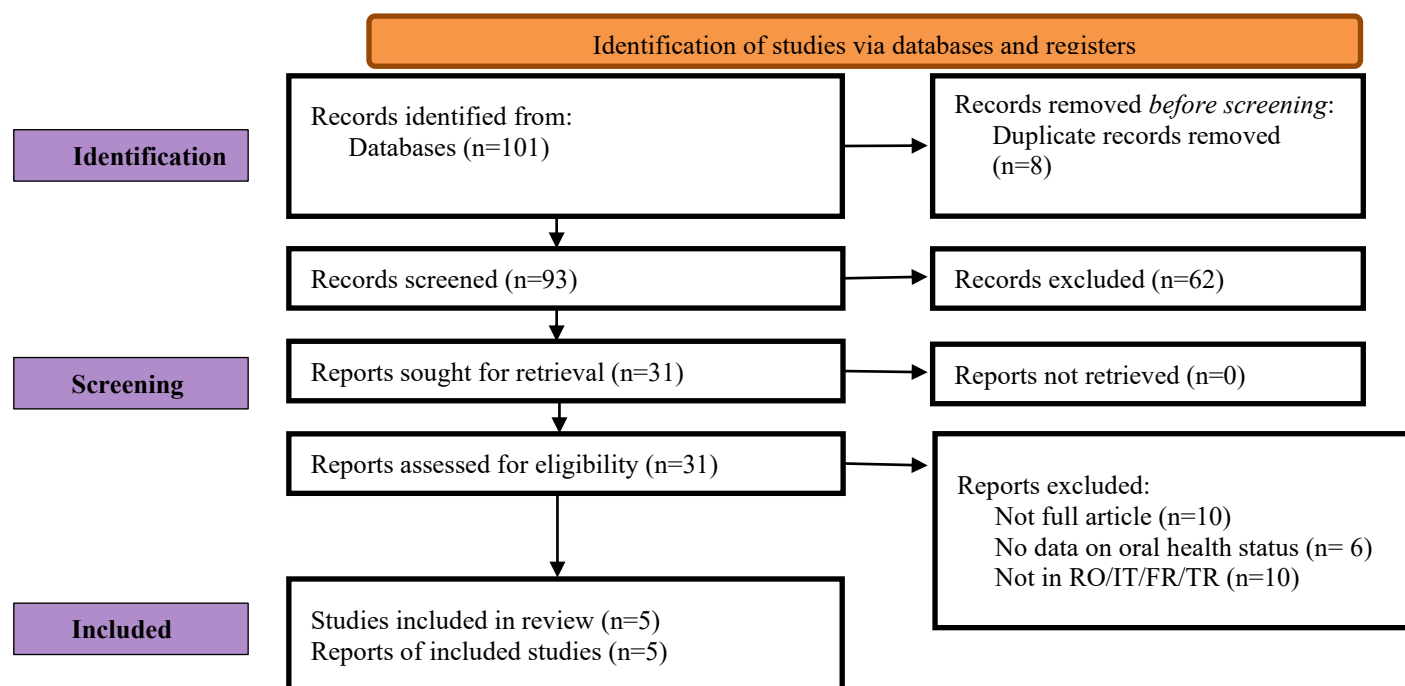 Identification of studies via databases and registers
Identification
Records identified from:
Databases (n=101)
Records removed before screening:
Duplicate records removed
(n=8)
Records screened (n=93)
Records excluded (n=62)
Screening
Reports sought for retrieval (n=31)
Reports not retrieved (n=0)
Reports assessed for eligibility (n=31)
Reports excluded:
Not full article (n=10)
No data on oral health status (n= 6)
Not in RO/IT/FR/TR (n=10)
Included
Studies included in review (n=5)
Reports of included studies (n=5)